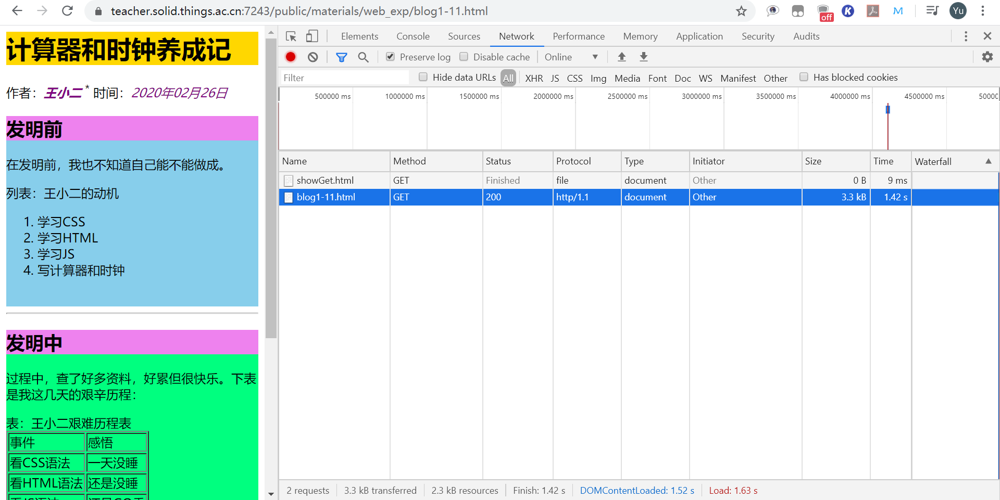 teacher.solid.things.ac.cn:7243/public/materials/web_exp/blog1-11.html
off
K
M
Yu
计算器和时钟养成记
作者：王小二* 时间：2020年02月26日
发明前
在发明前，我也不知道自己能不能做成。
列表：王小二的动机
1. 学习CSS
2. 学习HTML
3. 学习JS
4. 写计算器和时钟
发明中
过程中，查了好多资料，好累但很快乐。下表
是我这几天的艰辛历程：
表：王小二艰难历程表
事件 感悟
看CSS语法 一天没睡
看HTML语法 还是没睡
Elements Console Sources Network Performance Memory Application Security Audits
Preserve log Disable cache Online
Filter Hide data URLs All XHR JS CSS Img Media Font Doc WS Manifest Other Has blocked cookies
500000 ms 1000000 ms 1500000 ms 2000000 ms 2500000 ms 3000000 ms 3500000 ms 4000000 ms 4500000 ms 5000
Name Method Status Protocol Type Initiator Size Time Waterfall
showGet.html GET Finished file document Other 0 B 9 ms
blog1-11.html GET 200 http/1.1 document Other 3.3 kB 1.42 s
2 requests 3.3 kB transferred 2.3 kB resources Finish: 1.42 s DOMContentLoaded: 1.52 s Load: 1.63 s